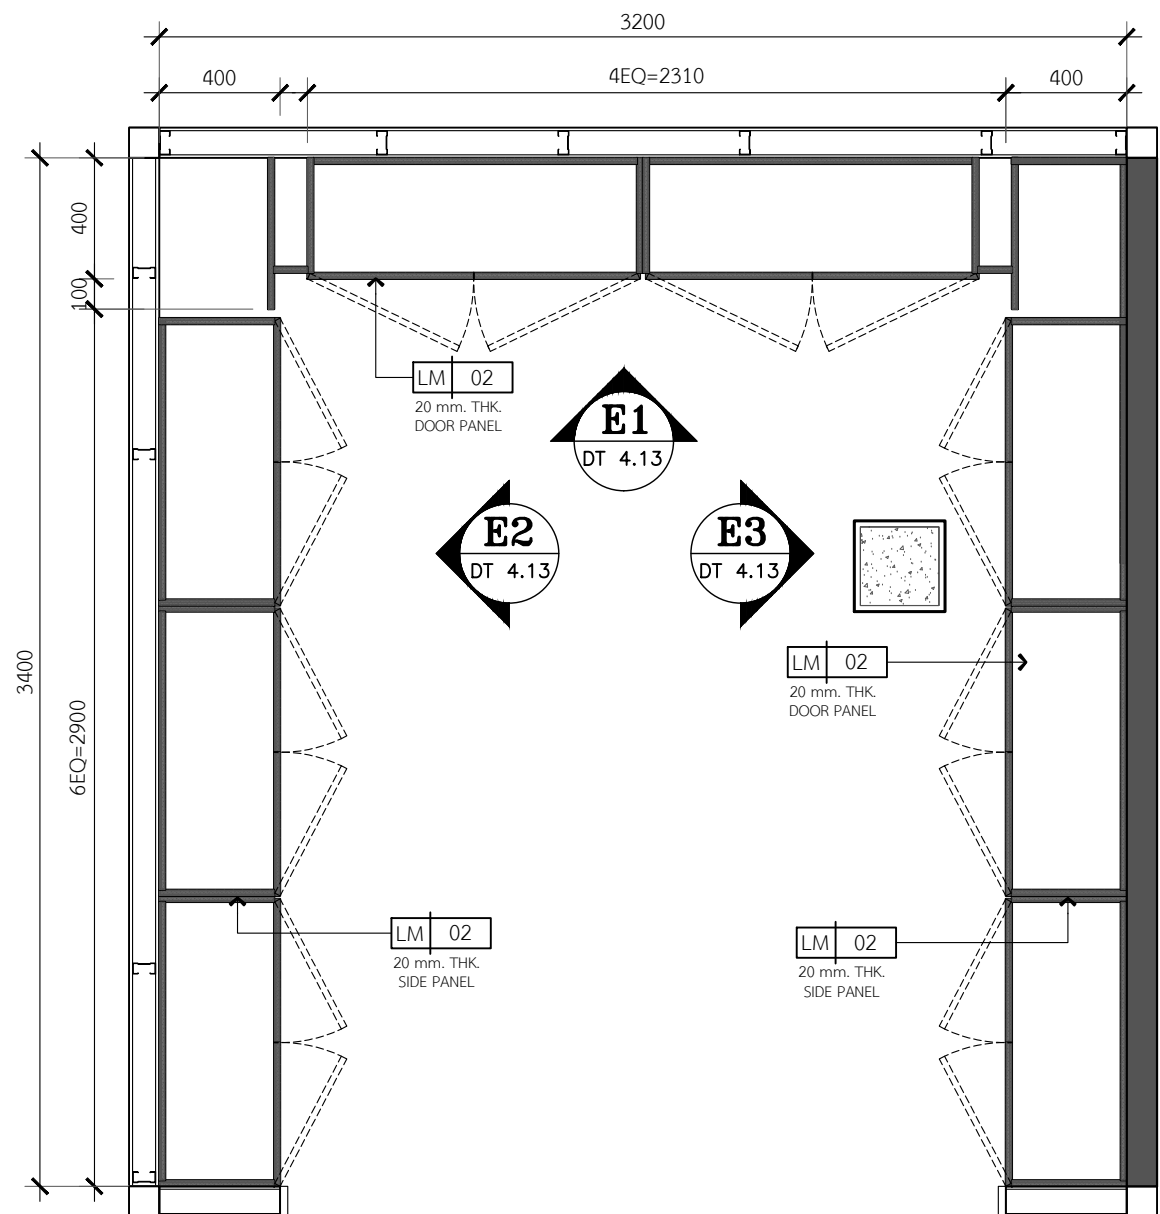 3200
400
4EQ=2310
400
400
100
3400
6EQ=2900
LM 02
20 mm. THK.
DOOR PANEL
E1
DT 4.13
E2
DT 4.13
E3
DT 4.13
LM 02
20 mm. THK.
DOOR PANEL
LM 02
20 mm. THK.
SIDE PANEL
LM 02
20 mm. THK.
SIDE PANEL